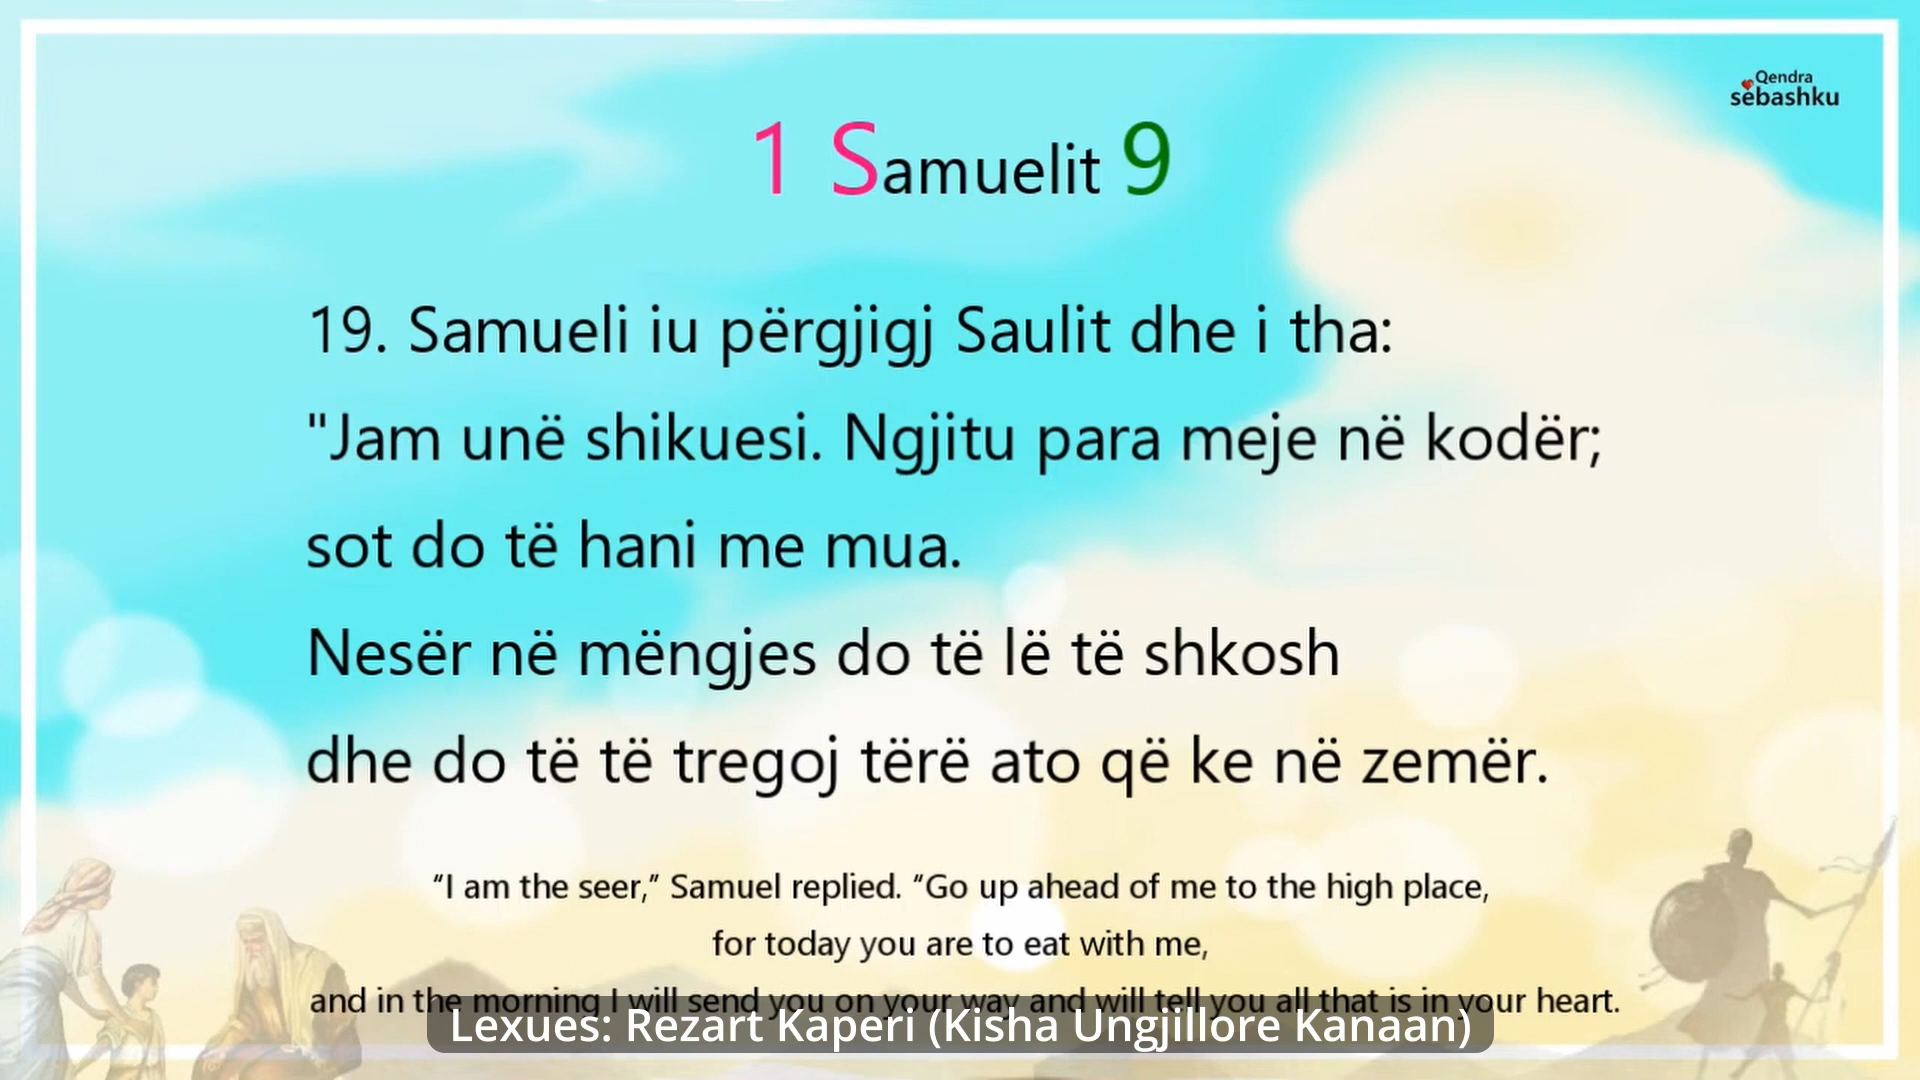 Qendra
sëbashku
1 Samuelit 9
19. Samueli iu përgjigj Saulit dhe i tha:
"Jam unë shikuesi. Ngjitu para meje në kodër;
sot do të hani me mua.
Nesër në mëngjes do të lë të shkosh
dhe do të të tregoj tërë ato që ke në zemër.
“I am the seer,” Samuel replied. “Go up ahead of me to the high place,
for today you are to eat with me,
and in the morning I will send you on your way and will tell you all that is in your heart.
Lexues: Rezart Kaperi (Kisha Ungjillore Kanaan)